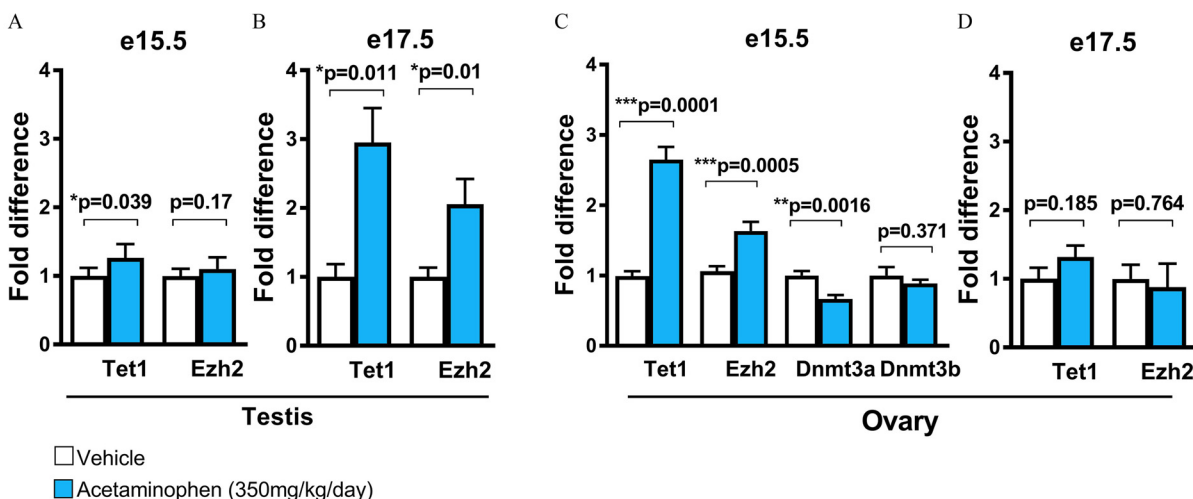 A
e15.5
Fold difference
4
3
2
1
0
*p=0.039
p=0.17
Tet1
Ezh2
B
e17.5
Fold difference
4
3
2
1
0
*p=0.011
*p=0.01
Tet1
Ezh2
Testis
C
e15.5
Fold difference
4
3
2
1
0
***p=0.0001
***p=0.0005
**p=0.0016
p=0.371
Tet1
Ezh2
Dnmt3a
Dnmt3b
D
e17.5
Fold difference
4
3
2
1
0
p=0.185
p=0.764
Tet1
Ezh2
Ovary
Vehicle
Acetaminophen (350mg/kg/day)